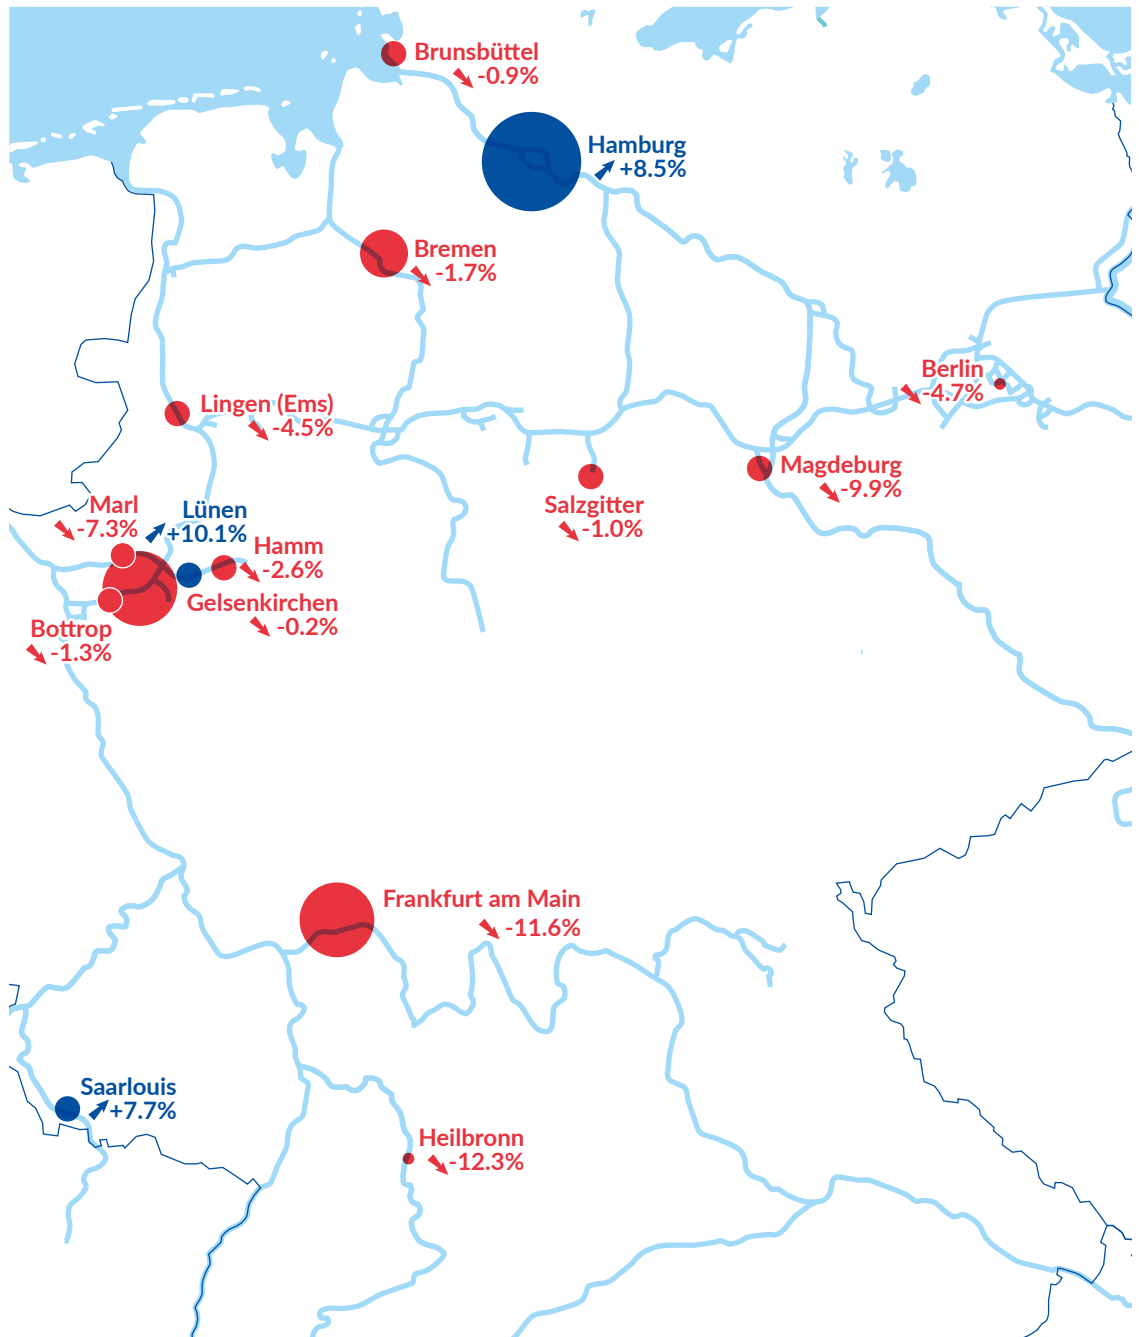 Brunsbüttel
-0.9%
Hamburg
+8.5%
Bremen
-1.7%
Berlin
-4.7%
Lingen (Ems)
-4.5%
Magdeburg
-9.9%
Salzgitter
-1.0%
Marl
-7.3%
Lünen
+10.1%
Hamm
-2.6%
Gelsenkirchen
-0.2%
Bottrop
-1.3%
Frankfurt am Main
-11.6%
Saarlouis
+7.7%
Heilbronn
-12.3%